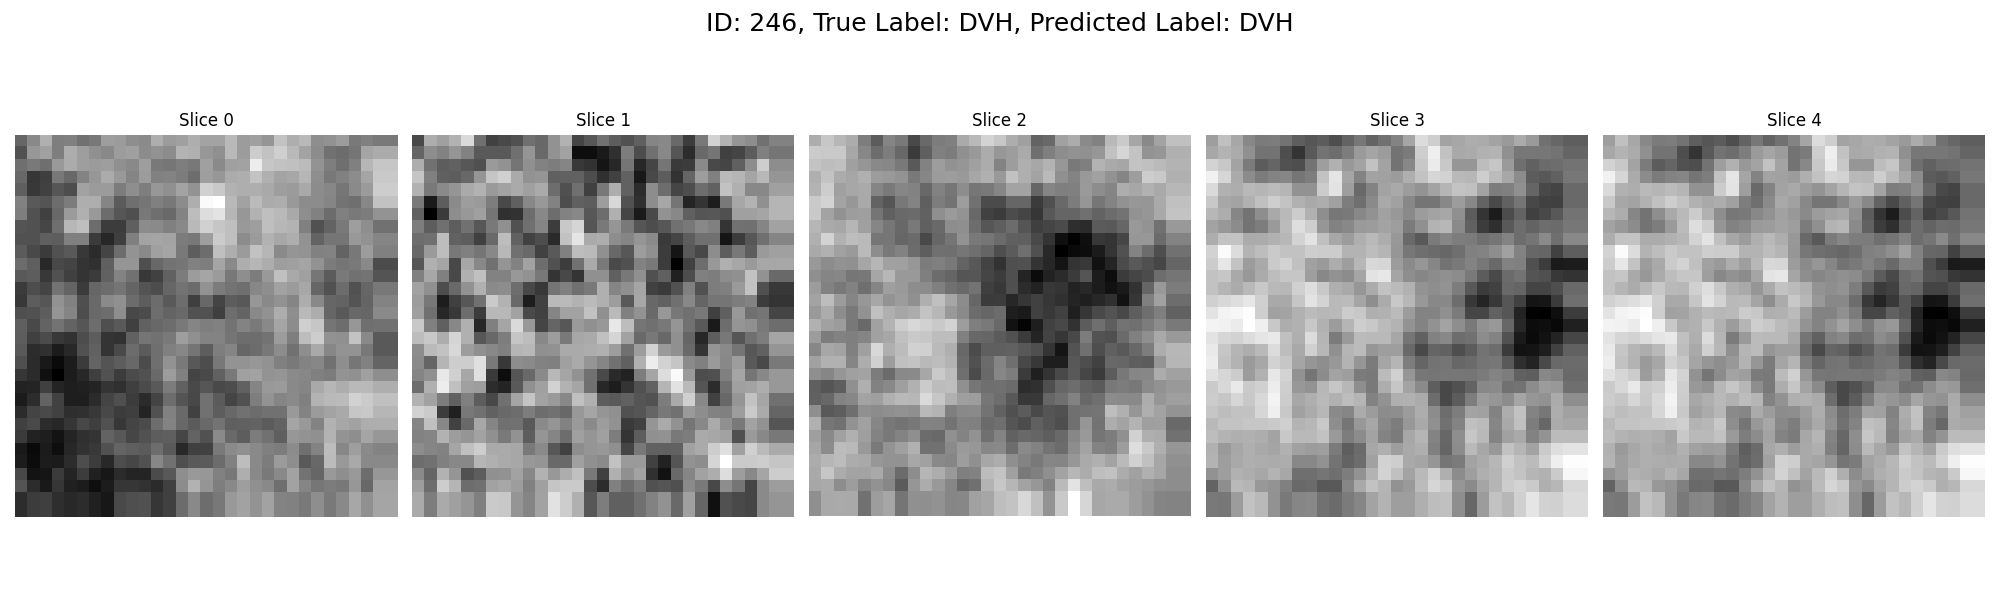 ID: 246, True Label: DVH, Predicted Label: DVH
Slice 0
Slice 1
Slice 2
Slice 3
Slice 4